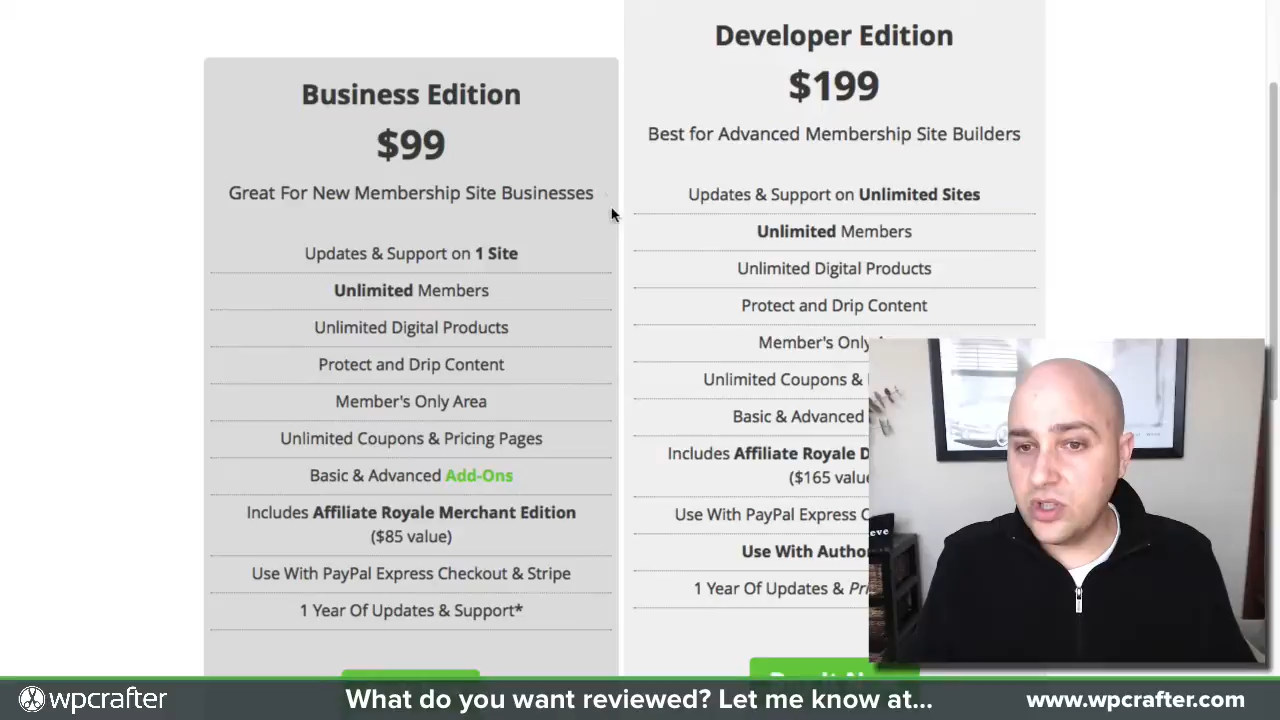 Business Edition
$99
Great For New Membership Site Businesses
Updates & Support on 1 Site
Unlimited Members
Unlimited Digital Products
Protect and Drip Content
Member's Only Area
Unlimited Coupons & Pricing Pages
Basic & Advanced Add-Ons
Includes Affiliate Royale Merchant Edition
($85 value)
Use With PayPal Express Checkout & Stripe
1 Year Of Updates & Support*
Developer Edition
$199
Best for Advanced Membership Site Builders
Updates & Support on Unlimited Sites
Unlimited Members
Unlimited Digital Products
Protect and Drip Content
Member's Only
Unlimited Coupons &
Basic & Advanced
Includes Affiliate Royale D
($165 value
Use With PayPal Express C
Use With Autho
1 Year Of Updates & Pri
wpcrafter
What do you want reviewed? Let me know at...
www.wpcrafter.com